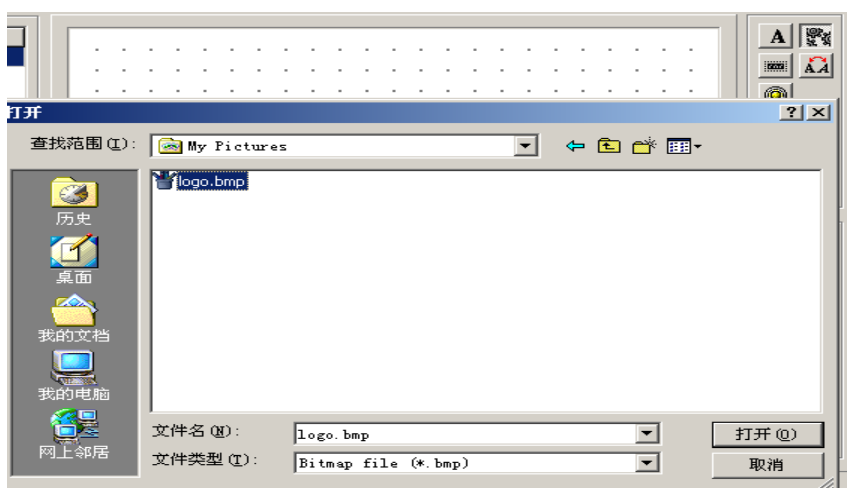 A
AA
打开
查找范围(I):
My Pictures
logo.bmp
历史
桌面
我的文档
我的电脑
网上邻居
文件名(N):
logo.bmp
打开(O)
文件类型(T):
Bitmap file (*.bmp)
取消